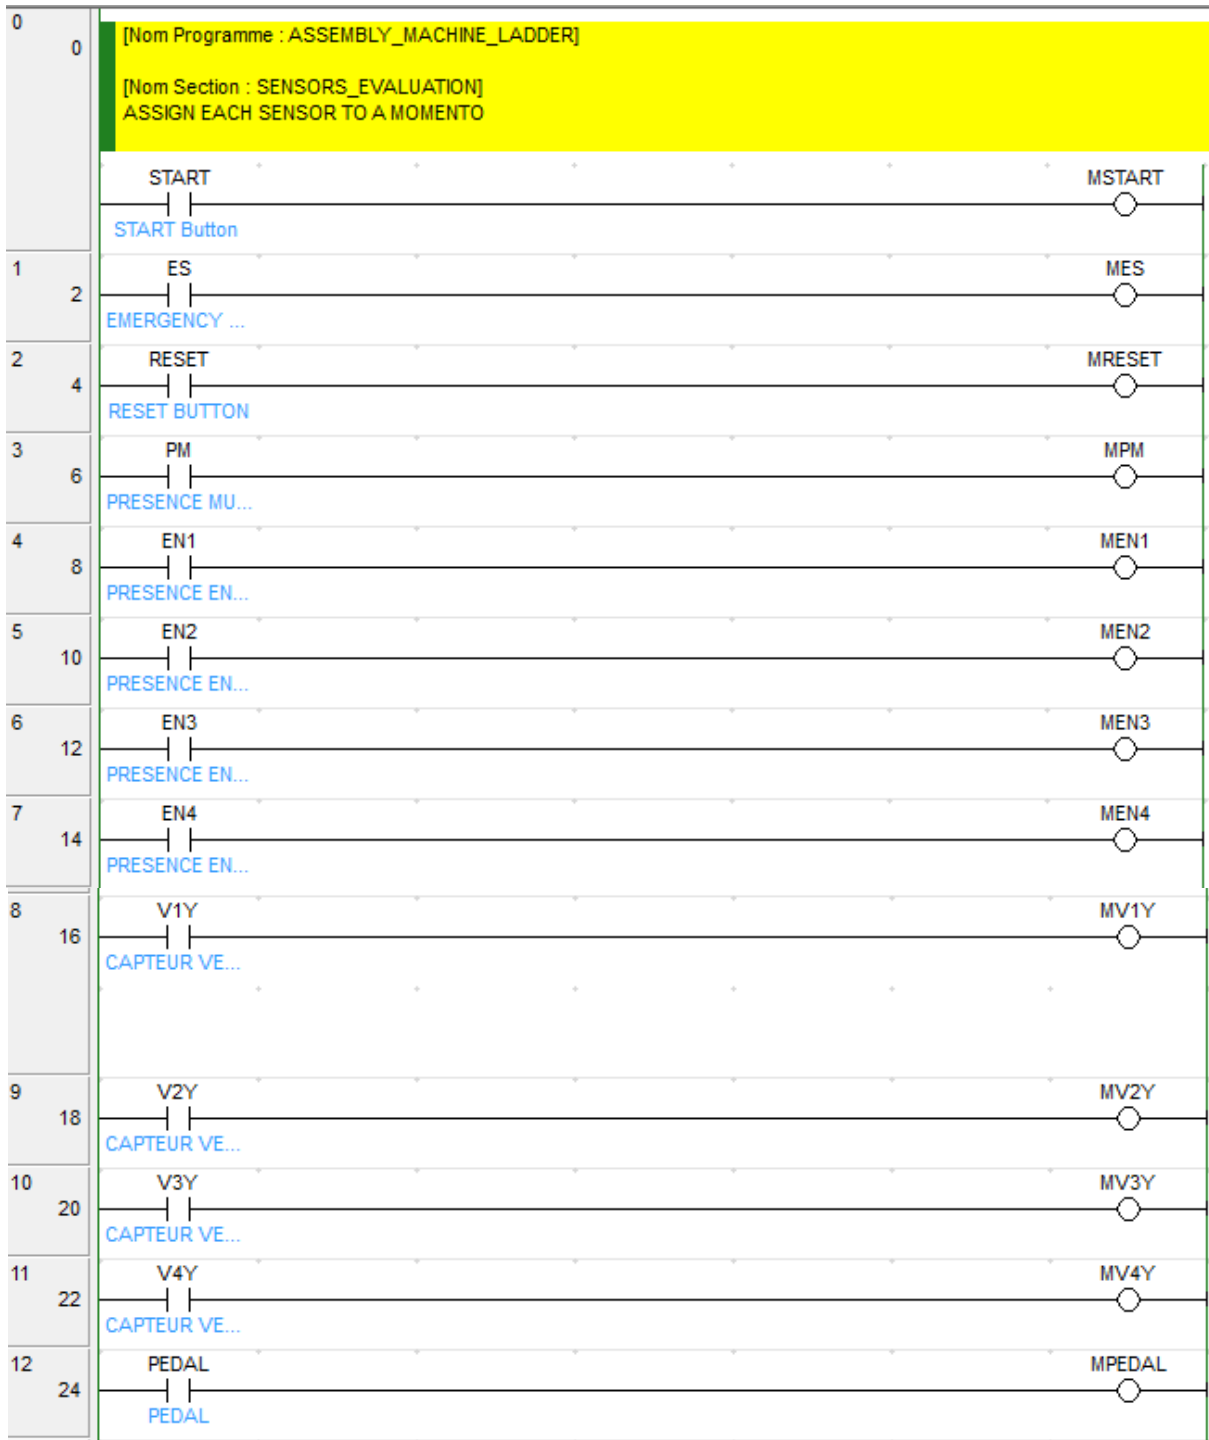 0
0
[Nom Programme : ASSEMBLY_MACHINE_LADDER]
[Nom Section : SENSORS_EVALUATION]
ASSIGN EACH SENSOR TO A MOMENTO
START MSTART
START Button
1
ES MES
2
EMERGENCY ...
2
RESET MRESET
4
RESET BUTTON
3
PM MPM
6
PRESENCE MU...
4
EN1 MEN1
8
PRESENCE EN...
5
EN2 MEN2
10
PRESENCE EN...
6
EN3 MEN3
12
PRESENCE EN...
7
EN4 MEN4
14
PRESENCE EN...
8
V1Y MV1Y
16
CAPTEUR VE...
9
V2Y MV2Y
18
CAPTEUR VE...
10
V3Y MV3Y
20
CAPTEUR VE...
11
V4Y MV4Y
22
CAPTEUR VE...
12
PEDAL MPEDAL
24
PEDAL